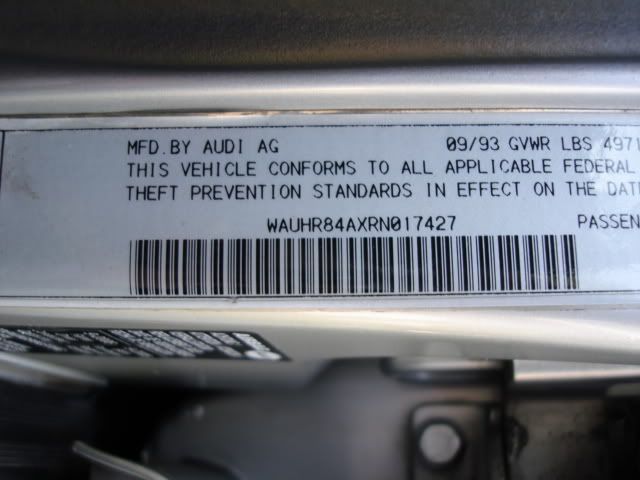 MFD.BY AUDI AG 09/93 GVWR LBS 4971
THIS VEHICLE CONFORMS TO ALL APPLICABLE FEDERAL
THEFT PREVENTION STANDARDS IN EFFECT ON THE DAT
WAUHR84AXRN017427 PASSEN